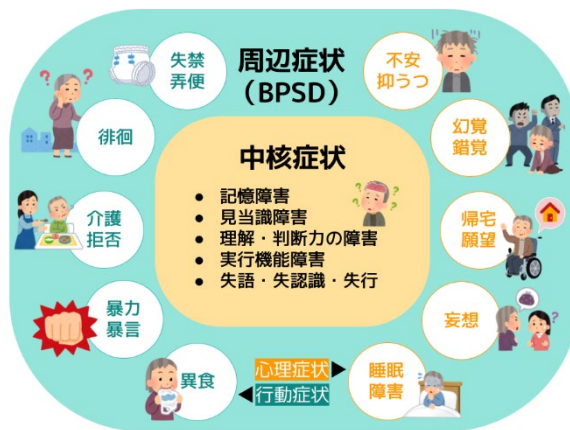 周辺症状
（BPSD）
失禁
弄便
徘徊
介護
拒否
暴力
暴言
異食
不安
抑うつ
幻覚
錯覚
帰宅
願望
妄想
睡眠
障害
中核症状
● 記憶障害
● 見当識障害
● 理解・判断力の障害
● 実行機能障害
● 失語・失認識・失行
心理症状▶
◀行動症状